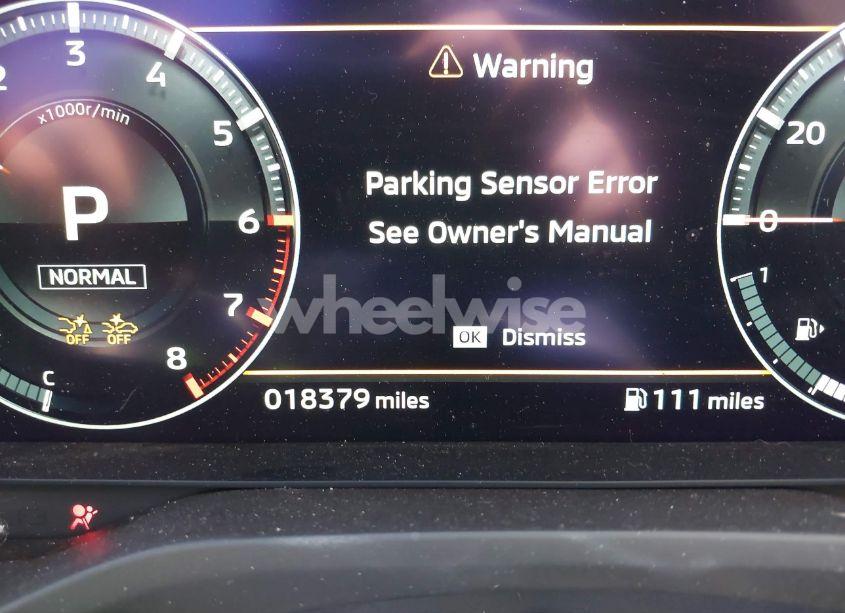 2
3
4
5
6
7
8
x1000r/min
P
NORMAL
OFF OFF
C
Warning
Parking Sensor Error
See Owner's Manual
OK Dismiss
018379 miles
111 miles
20
0
1
wheelwise